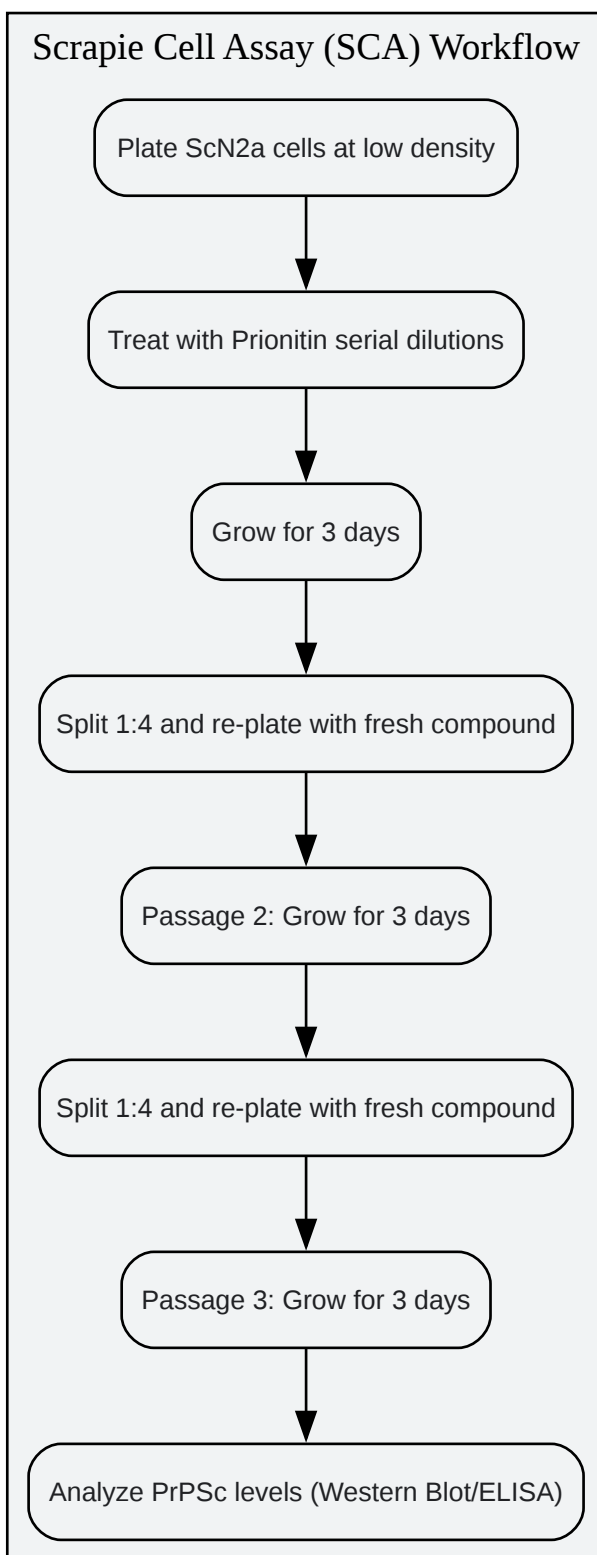 Scrapie Cell Assay (SCA) Workflow
Plate ScN2a cells at low density
Treat with Prionitin serial dilutions
Grow for 3 days
Split 1:4 and re-plate with fresh compound
Passage 2: Grow for 3 days
Split 1:4 and re-plate with fresh compound
Passage 3: Grow for 3 days
Analyze PrPSc levels (Western Blot/ELISA)